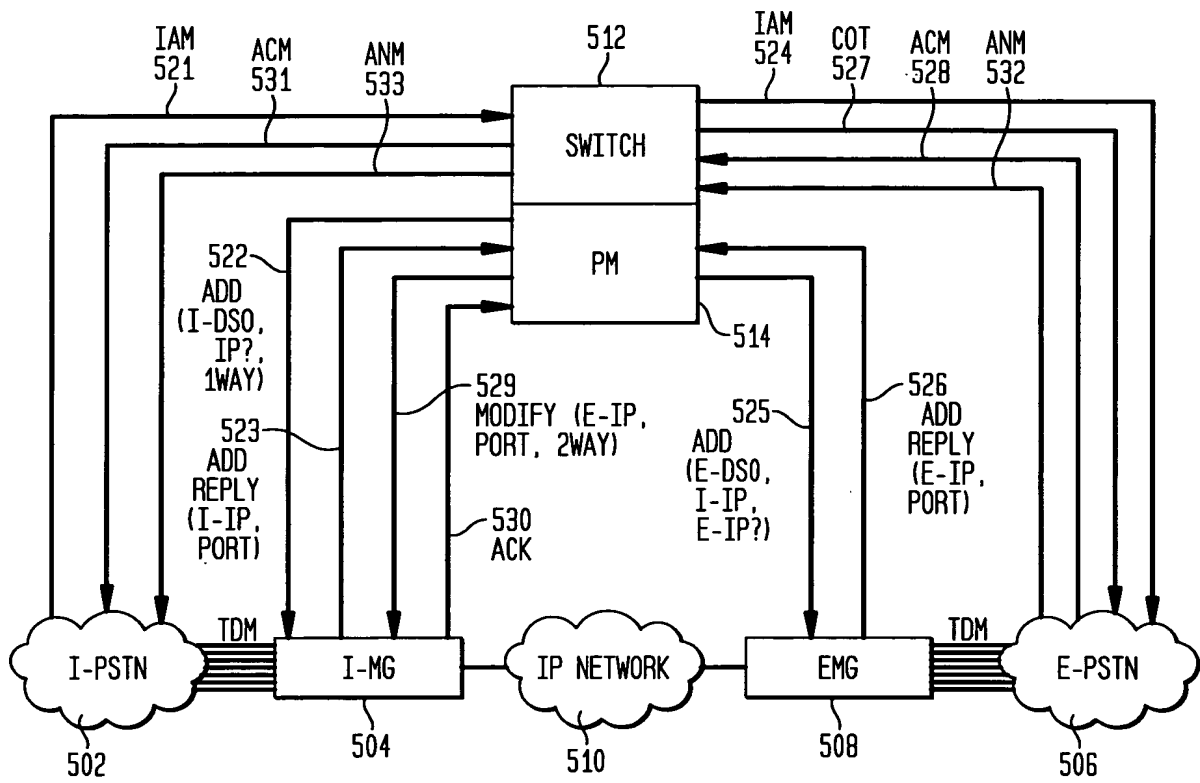 IAM
521
ACM
531
ANM
533
512
IAM
524
COT
527
ACM
528
ANM
532
SWITCH
PM
514
522
ADD
(I-DSO,
IP?,
1WAY)
523
ADD
REPLY
(I-IP,
PORT)
529
MODIFY (E-IP,
PORT, 2WAY)
530
ACK
525
ADD
(E-DSO,
I-IP,
E-IP?)
526
ADD
REPLY
(E-IP,
PORT)
I-PSTN
502
TDM
I-MG
504
IP NETWORK
510
EMG
508
TDM
E-PSTN
506